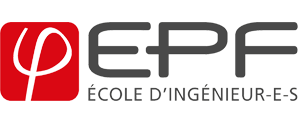 φ EPF
ÉCOLE D'INGÉNIEUR-E-S